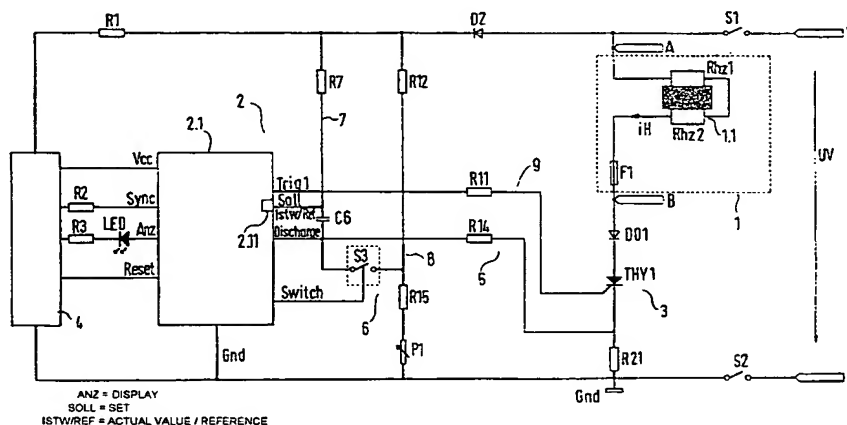 R1
D2
S1
A
R7
R12
Rhz1
2
7
2.1
iH
Rhz2
1.1
UV
Vcc
Trig1
R11
9
F1
R2
Sync
Soll
Istw/Ref
C6
B
1
R3
LED
Anz
2.11
Discharge
R14
D01
S3
8
5
THY1
Reset
Switch
R15
3
4
6
Gnd
P1
R21
S2
Gnd
ANZ = DISPLAY
SOLL = SET
ISTW/REF = ACTUAL VALUE / REFERENCE